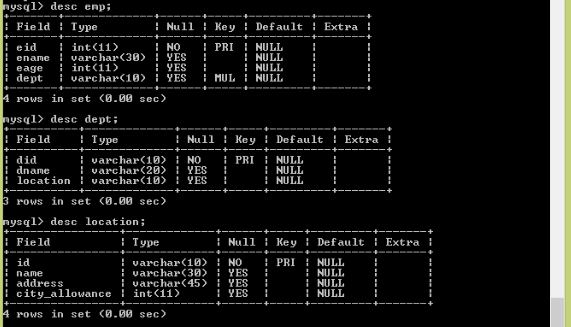 mysql> desc emp;
+-------+-------------+------+-----+---------+-------+
| Field | Type        | Null | Key | Default | Extra |
+-------+-------------+------+-----+---------+-------+
| eid   | int(11)     | NO   | PRI | NULL    |       |
| ename | varchar(30) | YES  |     | NULL    |       |
| eage  | int(11)     | YES  |     | NULL    |       |
| dept  | varchar(10) | YES  | MUL | NULL    |       |
+-------+-------------+------+-----+---------+-------+
4 rows in set (0.00 sec)
mysql> desc dept;
+----------+-------------+------+-----+---------+-------+
| Field    | Type        | Null | Key | Default | Extra |
+----------+-------------+------+-----+---------+-------+
| did      | varchar(10) | NO   | PRI | NULL    |       |
| dname    | varchar(20) | YES  |     | NULL    |       |
| location | varchar(10) | YES  |     | NULL    |       |
+----------+-------------+------+-----+---------+-------+
3 rows in set (0.00 sec)
mysql> desc location;
+----------------+-------------+------+-----+---------+-------+
| Field          | Type        | Null | Key | Default | Extra |
+----------------+-------------+------+-----+---------+-------+
| id             | varchar(10) | NO   | PRI | NULL    |       |
| name           | varchar(30) | YES  |     | NULL    |       |
| address        | varchar(45) | YES  |     | NULL    |       |
| city_allowance | int(11)     | YES  |     | NULL    |       |
+----------------+-------------+------+-----+---------+-------+
4 rows in set (0.00 sec)